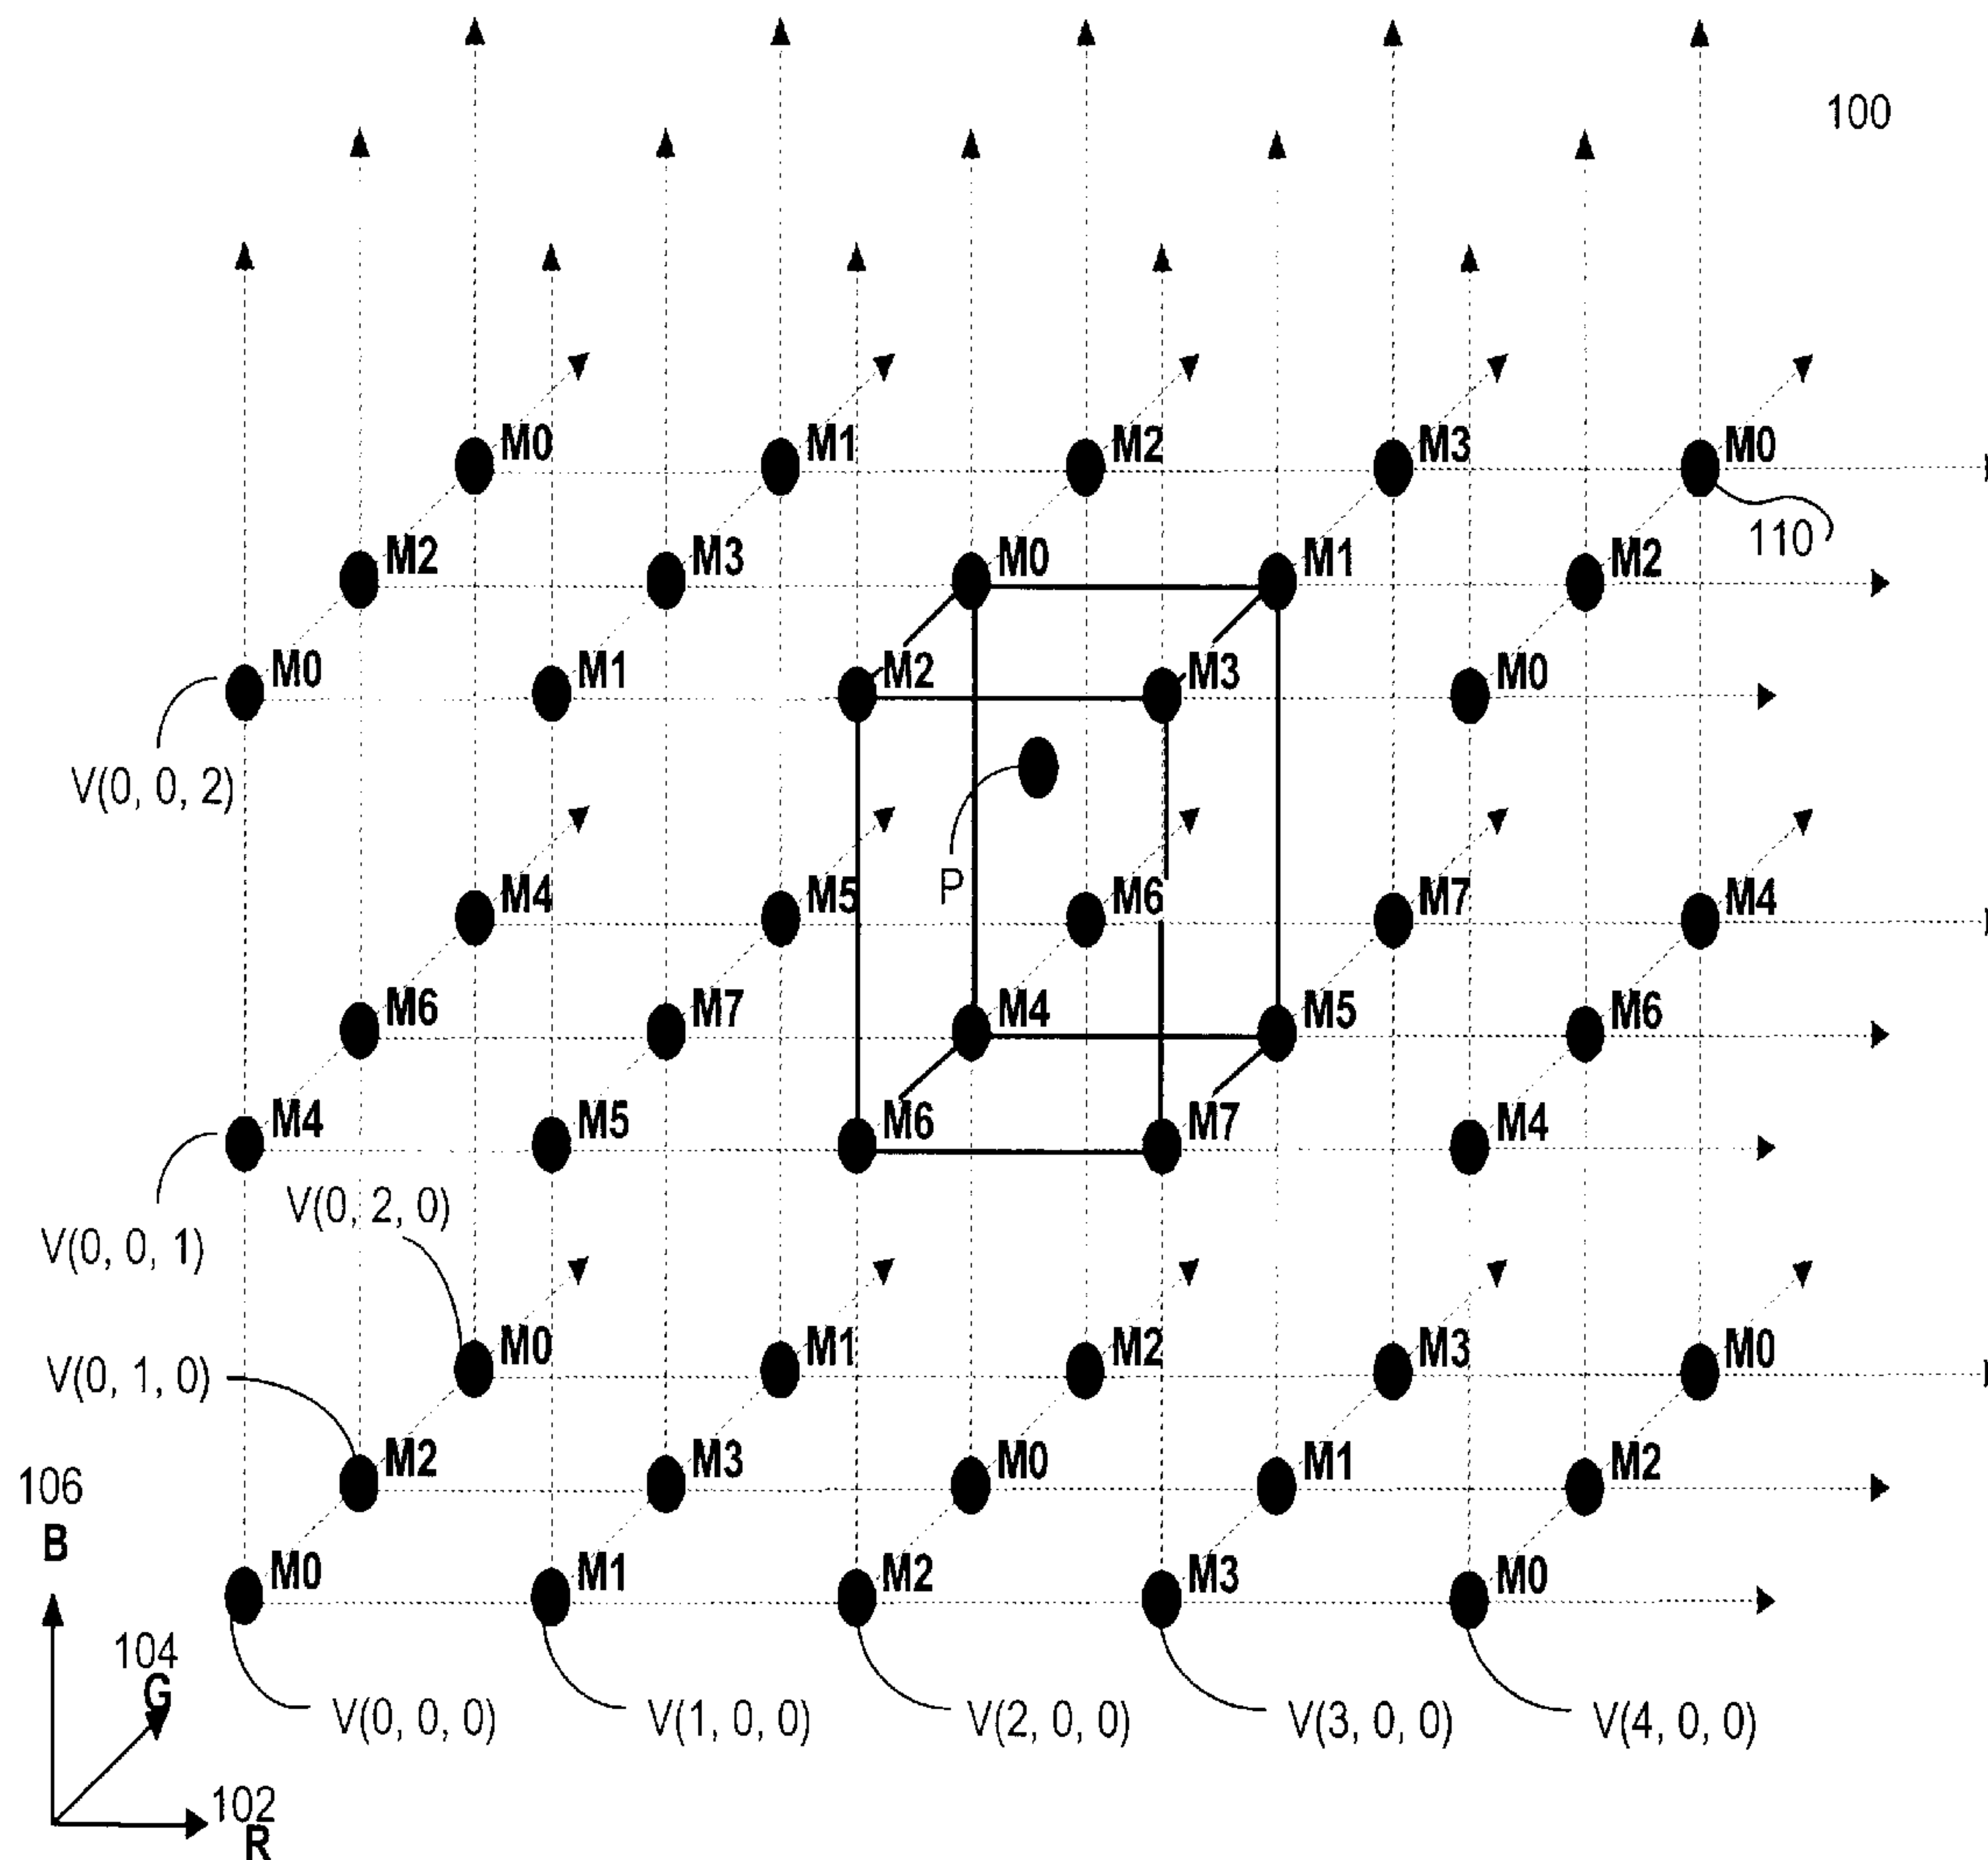 100
M0 M1 M2 M3 M0
110
M2 M3 M0 M1 M2
M0 M1 M2 M3 M0
V(0, 0, 2)
P
M4 M5 M6 M7 M4
M6 M7 M4 M5 M6
M4 M5 M6 M7 M4
V(0, 2, 0)
V(0, 0, 1)
M0 M1 M2 M3 M0
V(0, 1, 0)
M2 M3 M0 M1 M2
106
B
M0 M1 M2 M3 M0
104
G
V(0, 0, 0) V(1, 0, 0) V(2, 0, 0) V(3, 0, 0) V(4, 0, 0)
102
R